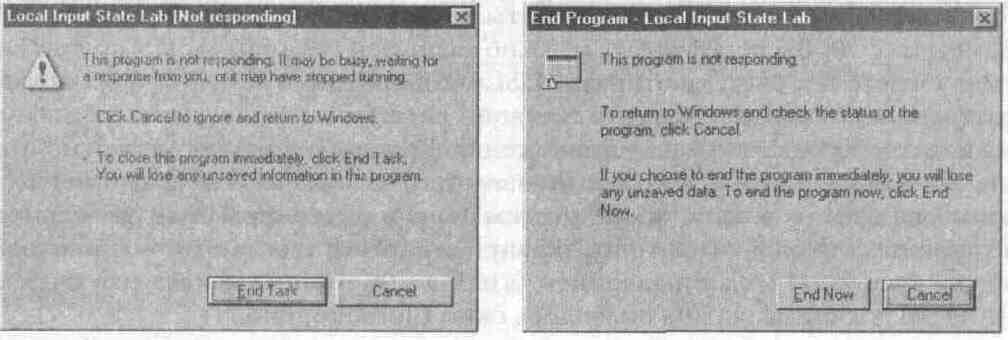 Local Input State Lab [Not responding]
This program is not responding. It may be busy, waiting for
a response from you, or it may have stopped running.
- Click Cancel to ignore and return to Windows.
- To close this program immediately, click End Task.
You will lose any unsaved information in this program.
End Task
Cancel
End Program - Local Input State Lab
This program is not responding.
To return to Windows and check the status of the
program, click Cancel.
If you choose to end the program immediately, you will lose
any unsaved data. To end the program now, click End
Now.
End Now
Cancel